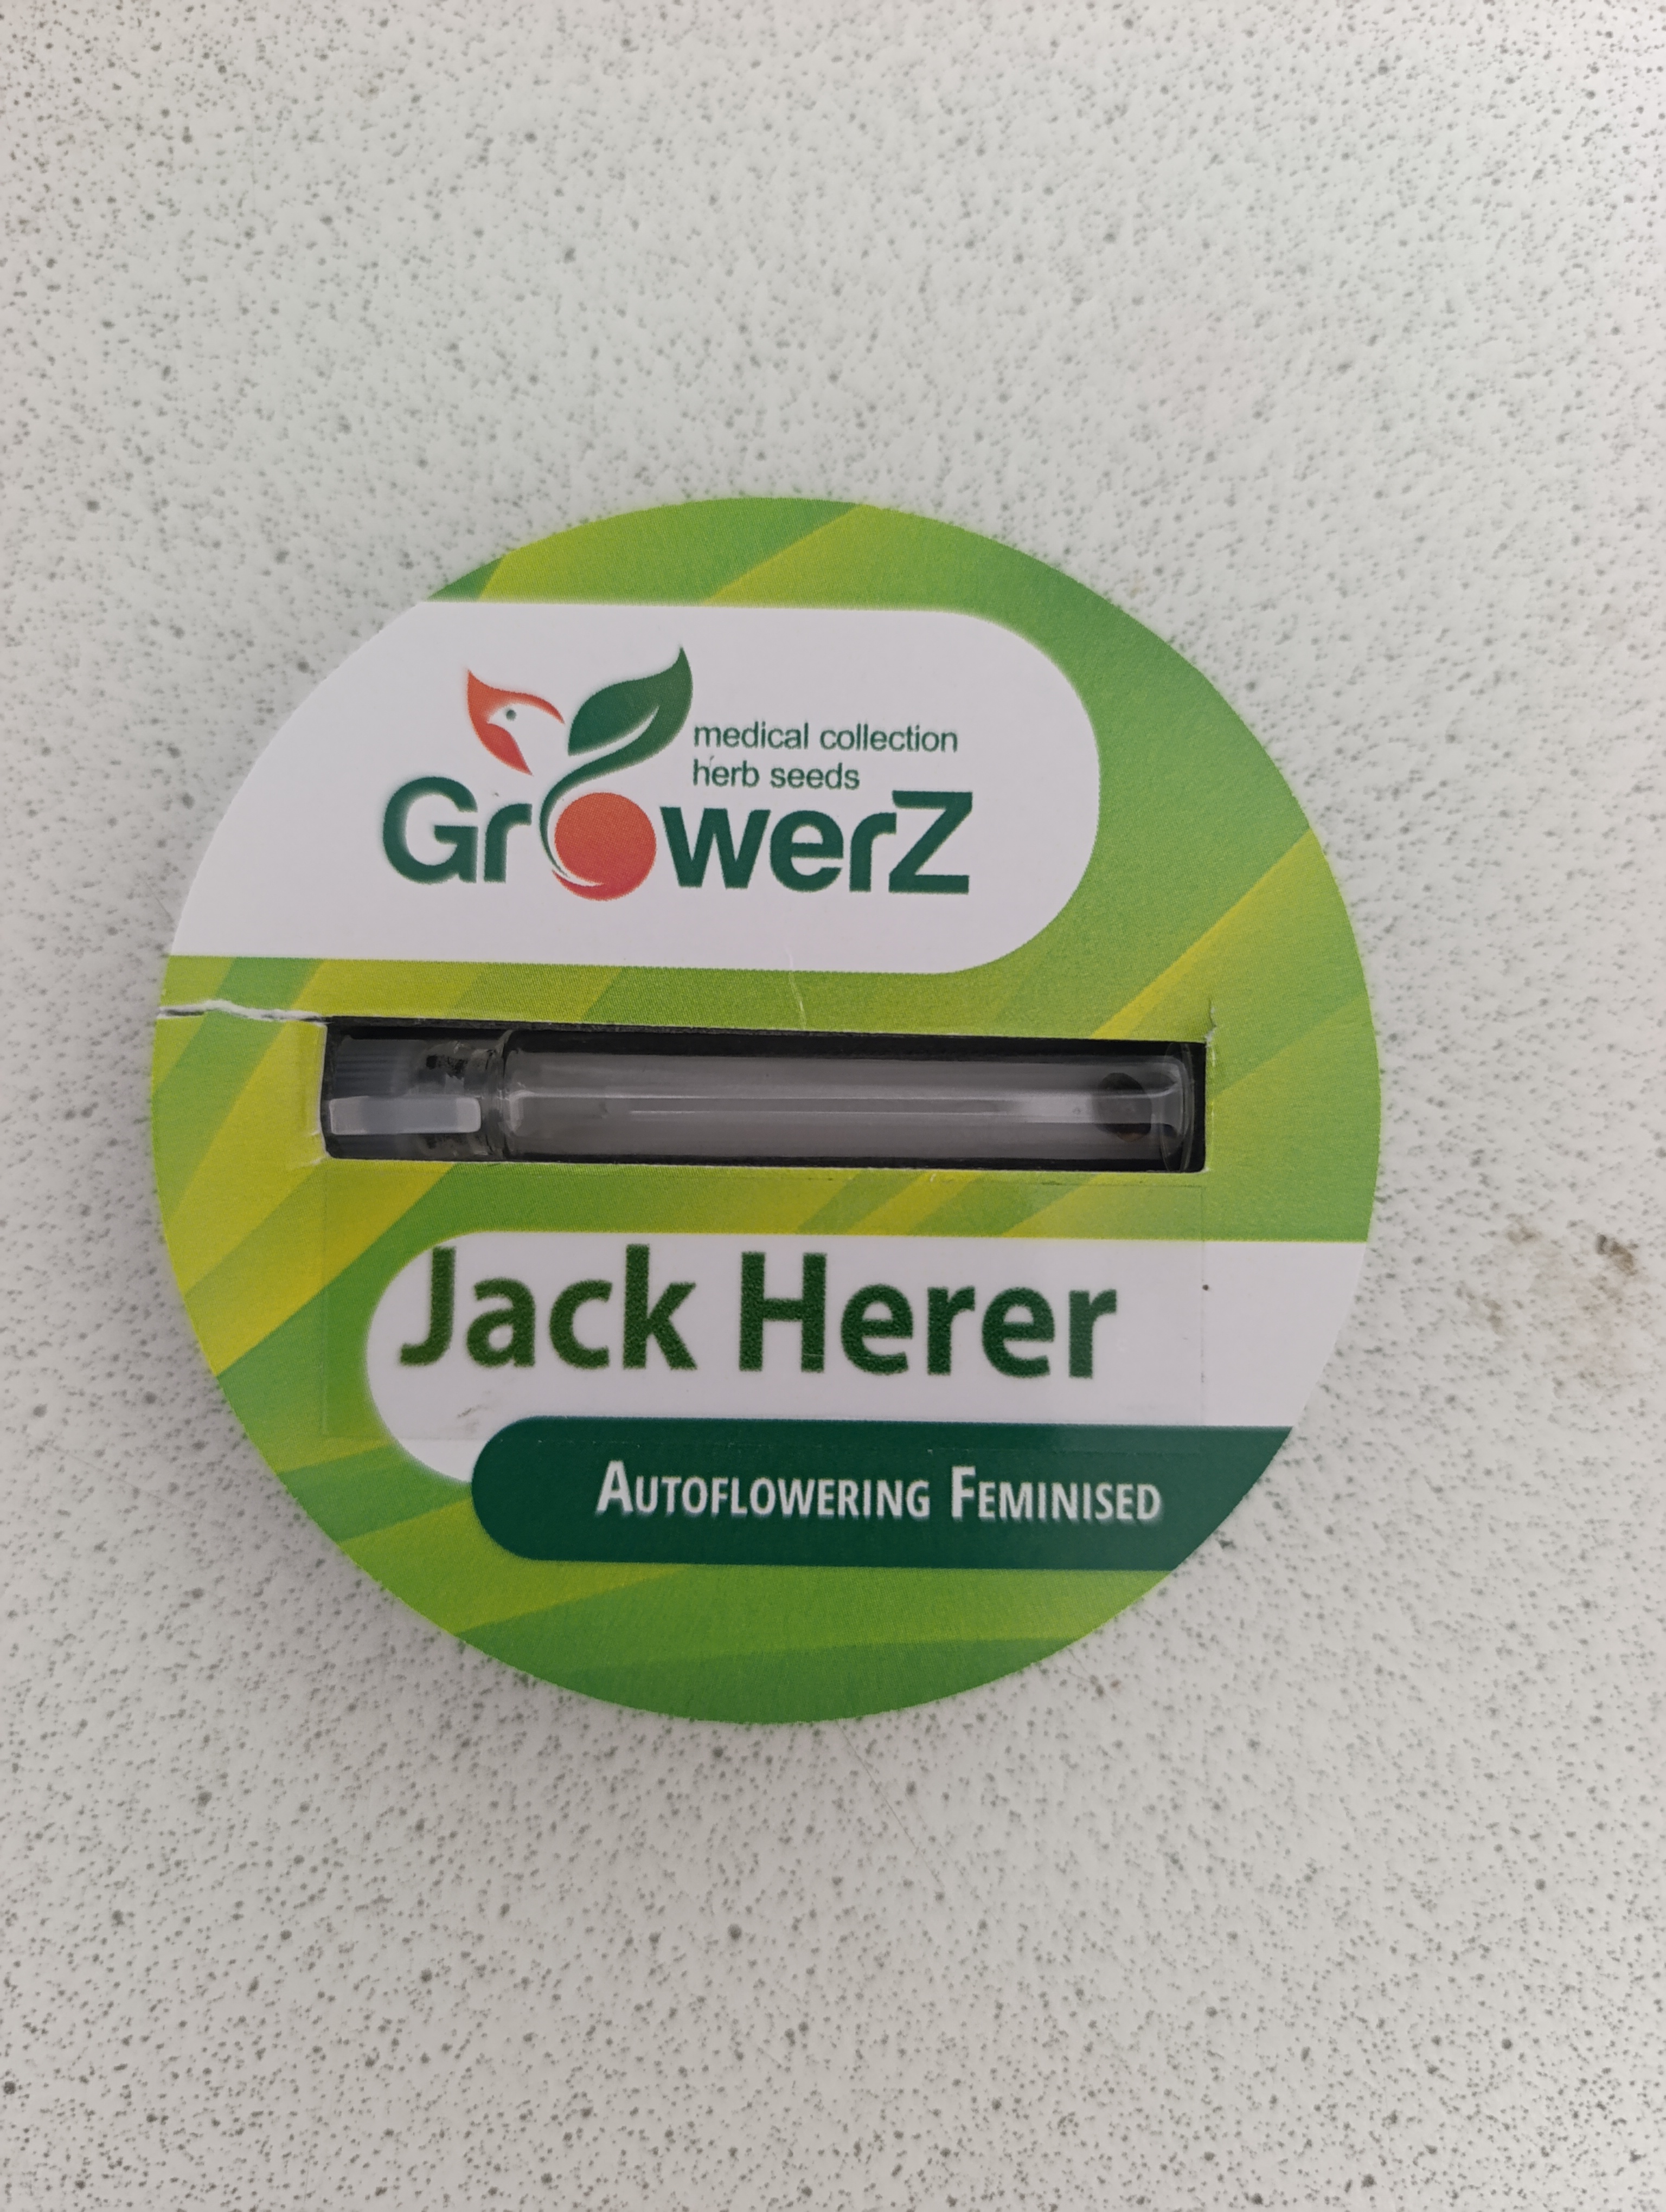 medical collection
herb seeds
GrowerZ
Jack Herer
AUTOFLOWERING FEMINISED